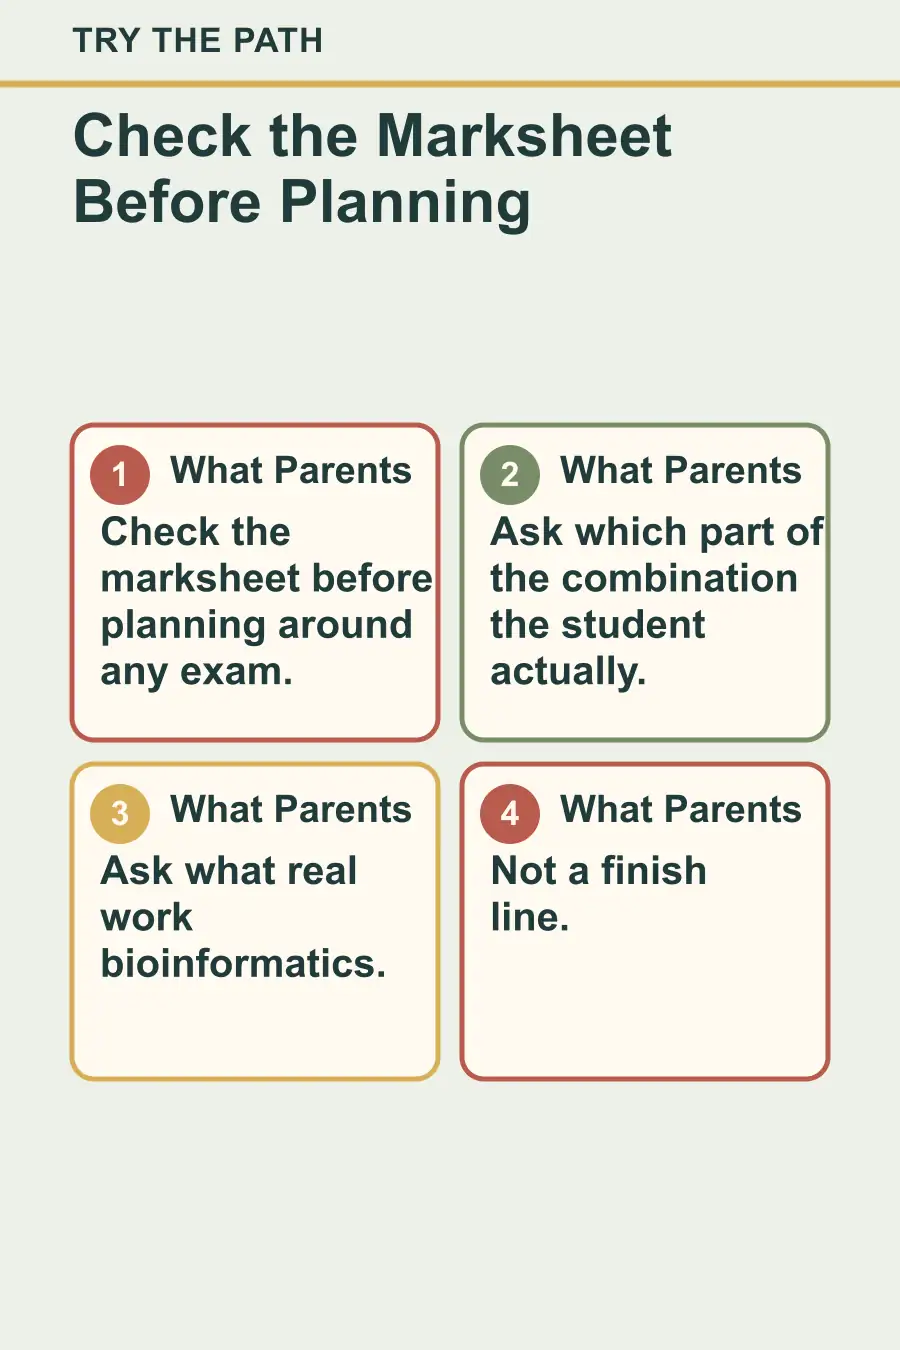 TRY THE PATH
Check the Marksheet
Before Planning
1 What Parents
Check the
marksheet before
planning around
any exam.
2 What Parents
Ask which part of
the combination
the student
actually.
3 What Parents
Ask what real
work
bioinformatics.
4 What Parents
Not a finish
line.